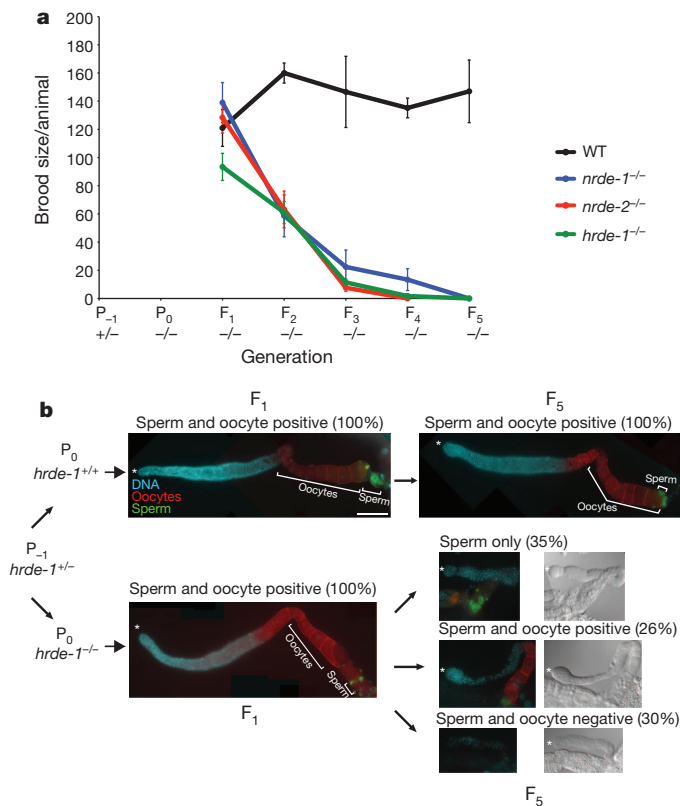 a
Brood size/animal
200
180
160
140
120
100
80
60
40
20
0
P₋₁ P₀ F₁ F₂ F₃ F₄ F₅
+/– –/– –/– –/– –/– –/– –/–
Generation
WT
nrde-1⁻/⁻
nrde-2⁻/⁻
hrde-1⁻/⁻
b
F₁
F₅
Sperm and oocyte positive (100%)
Sperm and oocyte positive (100%)
P₀
hrde-1⁺/⁺
*
DNA
Oocytes
Sperm
Oocytes
Sperm
*
Sperm
Oocytes
P₋₁
hrde-1⁺/⁻
P₀
hrde-1⁻/⁻
Sperm and oocyte positive (100%)
*
Oocytes
Sperm
F₁
Sperm only (35%)
* *
Sperm and oocyte positive (26%)
* *
Sperm and oocyte negative (30%)
* *
F₅